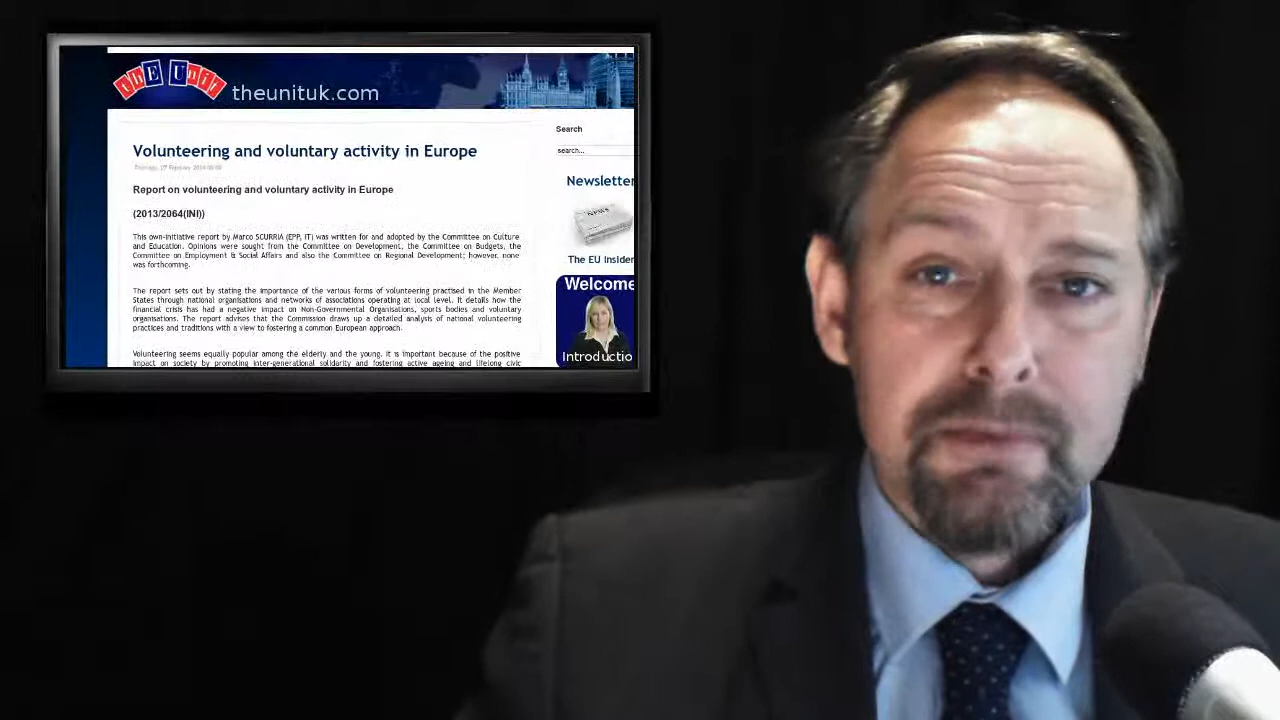 thE Unit
theunituk.com
Search
search...
Volunteering and voluntary activity in Europe
Thursday, 27 February 2014
Newsletter
Report on volunteering and voluntary activity in Europe
(2013/2064(INI))
NEWS
This own-initiative report by Marco SCURRIA (EPP, IT) was written for and adopted by the Committee on Culture
and Education. Opinions were sought from the Committee on Development, the Committee on Budgets, the
Committee on Employment & Social Affairs and also the Committee on Regional Development; however, none
was forthcoming.
The EU Insider
The report sets out by stating the importance of the various forms of volunteering practised in the Member
States through national organisations and networks of associations operating at local level. It details how the
financial crisis has had a negative impact on Non-Governmental Organisations, sports bodies and voluntary
organisations. The report advises that the Commission draws up a detailed analysis of national volunteering
practices and traditions with a view to fostering a common European approach.
Welcome
Introductio
Volunteering seems equally popular among the elderly and the young. It is important because of the positive
impact on society by promoting inter-generational solidarity and fostering active ageing and lifelong civic